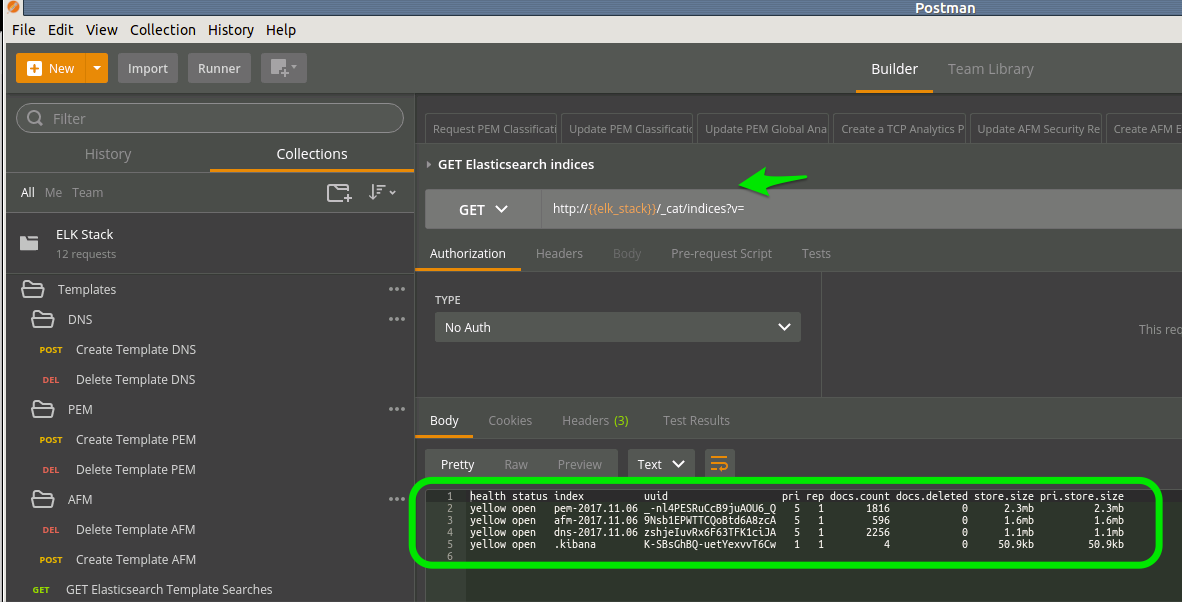 Postman
File Edit View Collection History Help
New Import Runner Builder Team Library
Filter
History Collections
All Me Team
ELK Stack
12 requests
Templates
DNS
POST Create Template DNS
DEL Delete Template DNS
PEM
POST Create Template PEM
DEL Delete Template PEM
AFM
DEL Delete Template AFM
POST Create Template AFM
GET GET Elasticsearch Template Searches
Request PEM Classificati Update PEM Classificatio Update PEM Global Ana Create a TCP Analytics P Update AFM Security Re Create AFM E
GET Elasticsearch indices
GET http://{{elk_stack}}/_cat/indices?v=
Authorization Headers Body Pre-request Script Tests
TYPE
No Auth
This req
Body Cookies Headers (3) Test Results
Pretty Raw Preview Text
1 health status index uuid pri rep docs.count docs.deleted store.size pri.store.size
2 yellow open pem-2017.11.06 _-nl4PESRuCcB9juAOU6_Q 5 1 1816 0 2.3mb 2.3mb
3 yellow open afm-2017.11.06 9Nsb1EPWTTCQoBtd6A8zcA 5 1 596 0 1.6mb 1.6mb
4 yellow open dns-2017.11.06 zshjeIuvRx6F63TFK1ciJA 5 1 2256 0 1.1mb 1.1mb
5 yellow open .kibana K-SBsGhBQ-uetYexvvT6Cw 1 1 4 0 50.9kb 50.9kb
6